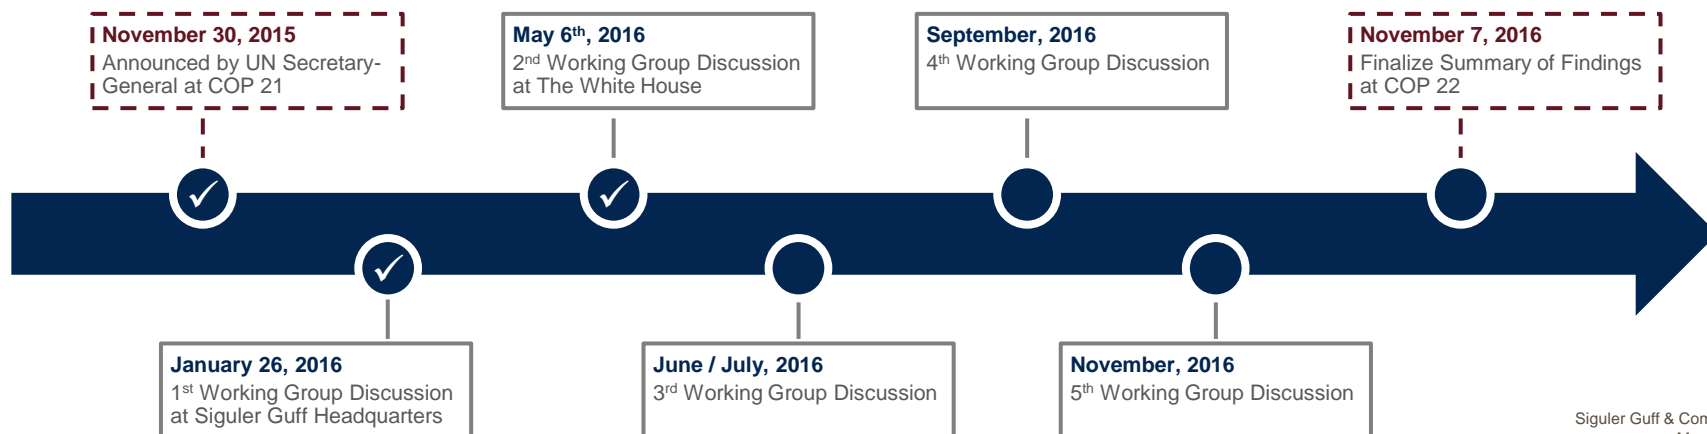 November 30, 2015
Announced by UN Secretary-
General at COP 21
May 6th, 2016
2nd Working Group Discussion
at The White House
September, 2016
4th Working Group Discussion
November 7, 2016
Finalize Summary of Findings
at COP 22
January 26, 2016
1st Working Group Discussion
at Siguler Guff Headquarters
June / July, 2016
3rd Working Group Discussion
November, 2016
5th Working Group Discussion
Siguler Guff & Com